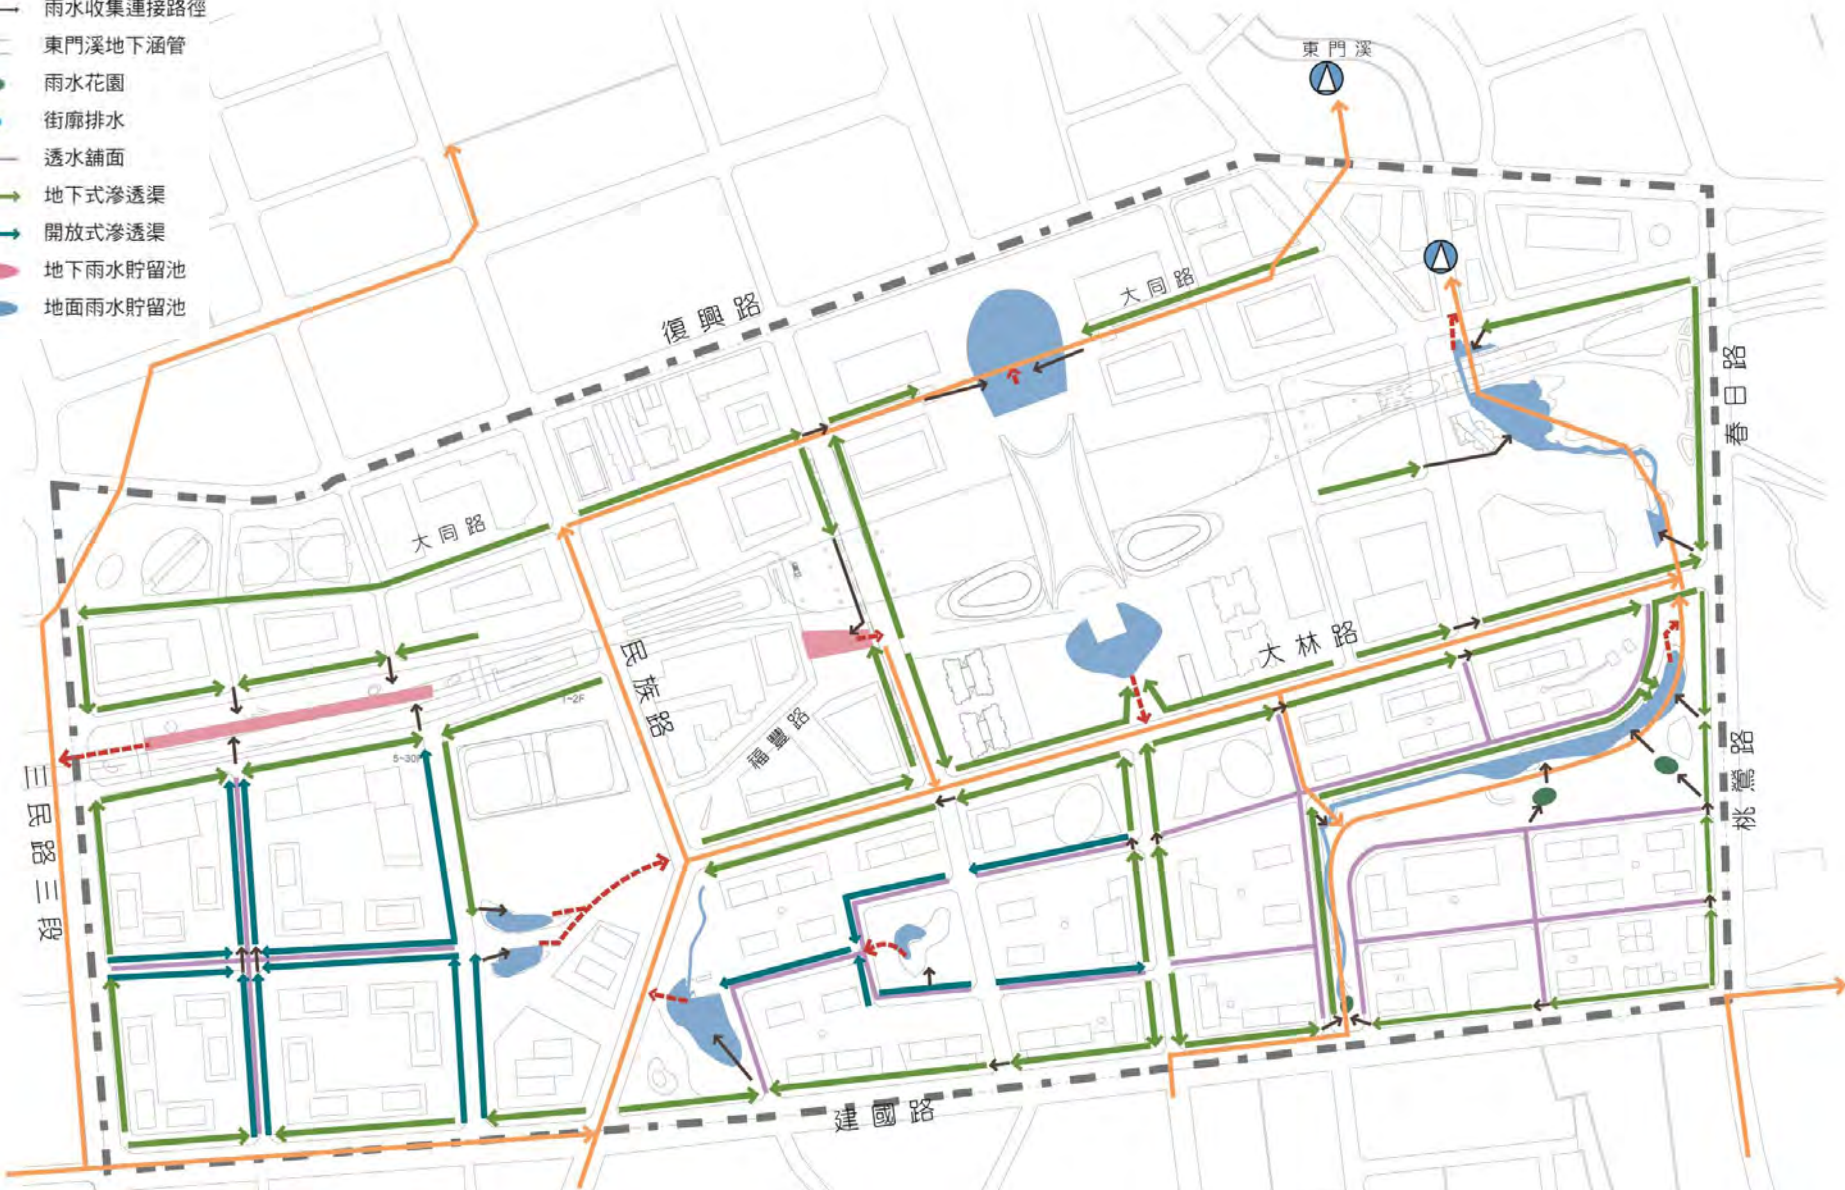 雨水收集連接路徑
東門溪地下涵管
雨水花園
街廓排水
透水舖面
地下式滲透渠
開放式滲透渠
地下雨水貯留池
地面雨水貯留池
東門溪
復興路
大同路
大同路
春日路
民族路
大林路
福豐路
1~2F
5~30F
三民路三段
桃鶯路
建國路